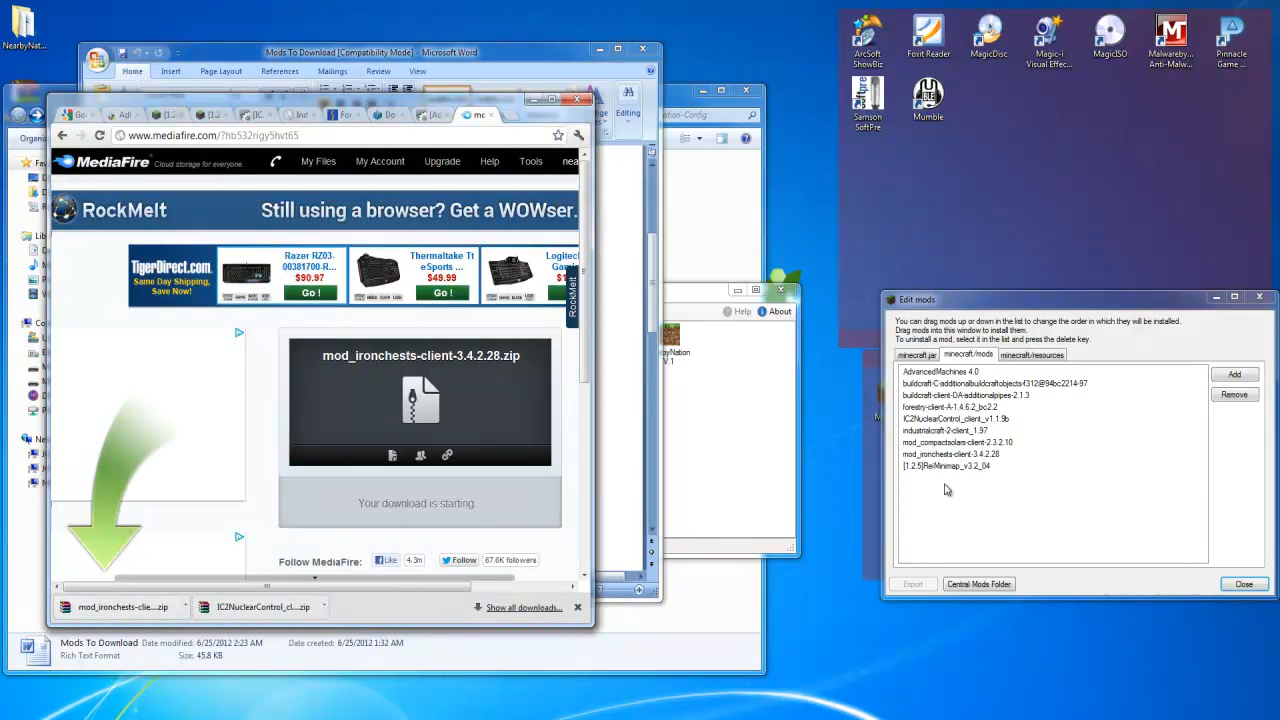 NearbyNat...
Mods To Download [Compatibility Mode] - Microsoft Word
Home Insert Page Layout References Mailings Review View
Editing
www.mediafire.com/?hb532rigy5hvt65
MediaFire Cloud storage for everyone. My Files My Account Upgrade Help Tools nea
RockMelt Still using a browser? Get a WOWser.
TigerDirect.com
Same Day Shipping,
Save Now!
Razer RZ03-
00381700-R...
$90.97
Go !
Thermaltake Tt
eSports ...
$49.99
Go !
Logitec
Gami
Go
RockMelt
mod_ironchests-client-3.4.2.28.zip
Your download is starting.
Follow MediaFire: Like 4.3m Follow 67.6K followers
mod_ironchests-clie....zip IC2NuclearControl_cl....zip Show all downloads...
Mods To Download Date modified: 6/25/2012 2:23 AM Date created: 6/25/2012 1:32 AM
Rich Text Format Size: 45.8 KB
Organi
ation-Config
Help About
byNation
V.1
ArcSoft
ShowBiz
Foxit Reader
MagicDisc
Magic-i
Visual Effec...
MagicISO
Malwareby...
Anti-Malw...
Pinnacle
Game ...
Samson
SoftPre
Mumble
Edit mods
You can drag mods up or down in the list to change the order in which they will be installed.
Drag mods into this window to install them.
To uninstall a mod, select it in the list and press the delete key.
minecraft.jar minecraft/mods minecraft/resources
AdvancedMachines 4.0
buildcraft-C-additionalbuildcraftobjects-f312@94bc2214-97
buildcraft-client-DA-additionalpipes-2.1.3
forestry-client-A-1.4.6.2_bc2.2
IC2NuclearControl_client_v1.1.9b
industrialcraft-2-client_1.97
mod_compactsolars-client-2.3.2.10
mod_ironchests-client-3.4.2.28
[1.2.5]ReiMinimap_v3.2_04
Add
Remove
Export Central Mods Folder Close